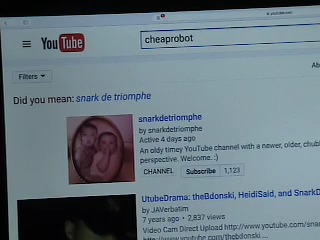 YouTube
cheaprobot
Filters
Did you mean: snark de triomphe
snarkdetriomphe
by snarkdetriomphe
Active 4 days ago
An oldy timey YouTube channel with a newer, older, chubb
perspective. Welcome. :)
CHANNEL Subscribe 1,123
UtubeDrama: theBdonski, HeidiSaid, and SnarkD
by JAVerbatim
7 years ago • 2,837 views
Video Cam Direct Upload http://www.youtube.com/snar
http://www.youtube.com/thebdonski ...